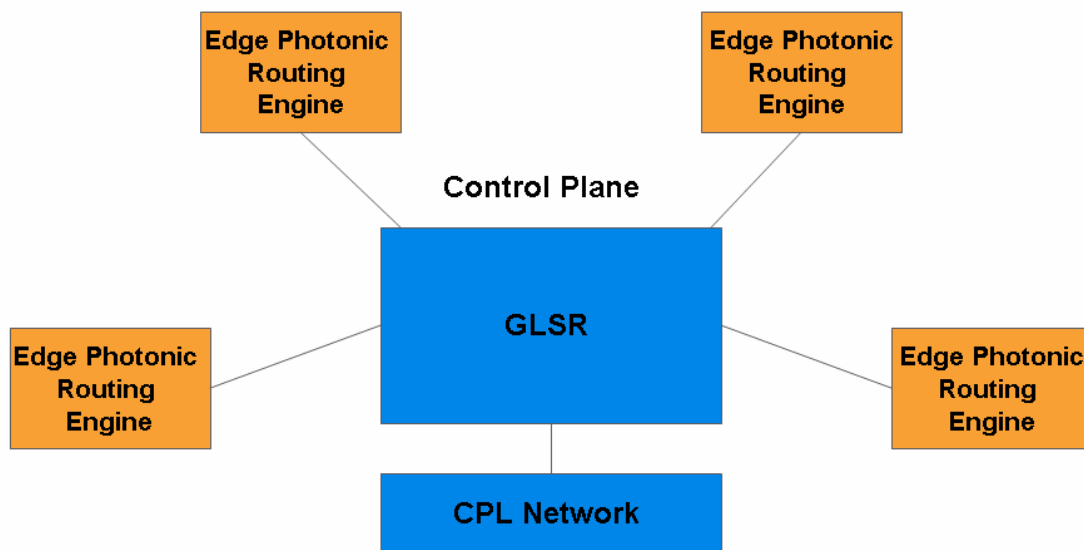 Edge Photonic
Routing
Engine
Edge Photonic
Routing
Engine
Control Plane
GLSR
Edge Photonic
Routing
Engine
Edge Photonic
Routing
Engine
CPL Network